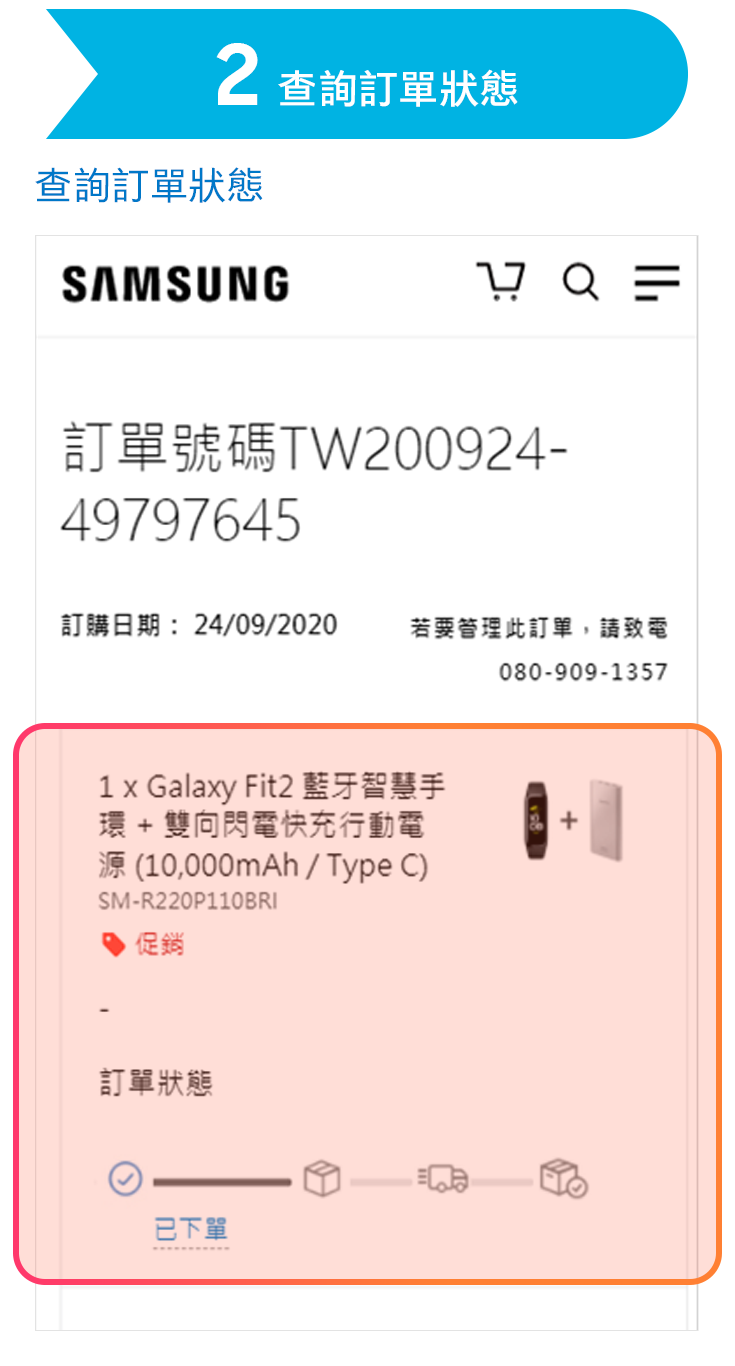 2 查詢訂單狀態
查詢訂單狀態
SAMSUNG
訂單號碼TW200924-
49797645
訂購日期： 24/09/2020
若要管理此訂單，請致電
080-909-1357
1 x Galaxy Fit2 藍牙智慧手
環 + 雙向閃電快充行動電
源 (10,000mAh / Type C)
SM-R220P110BRI
促銷
-
訂單狀態
已下單